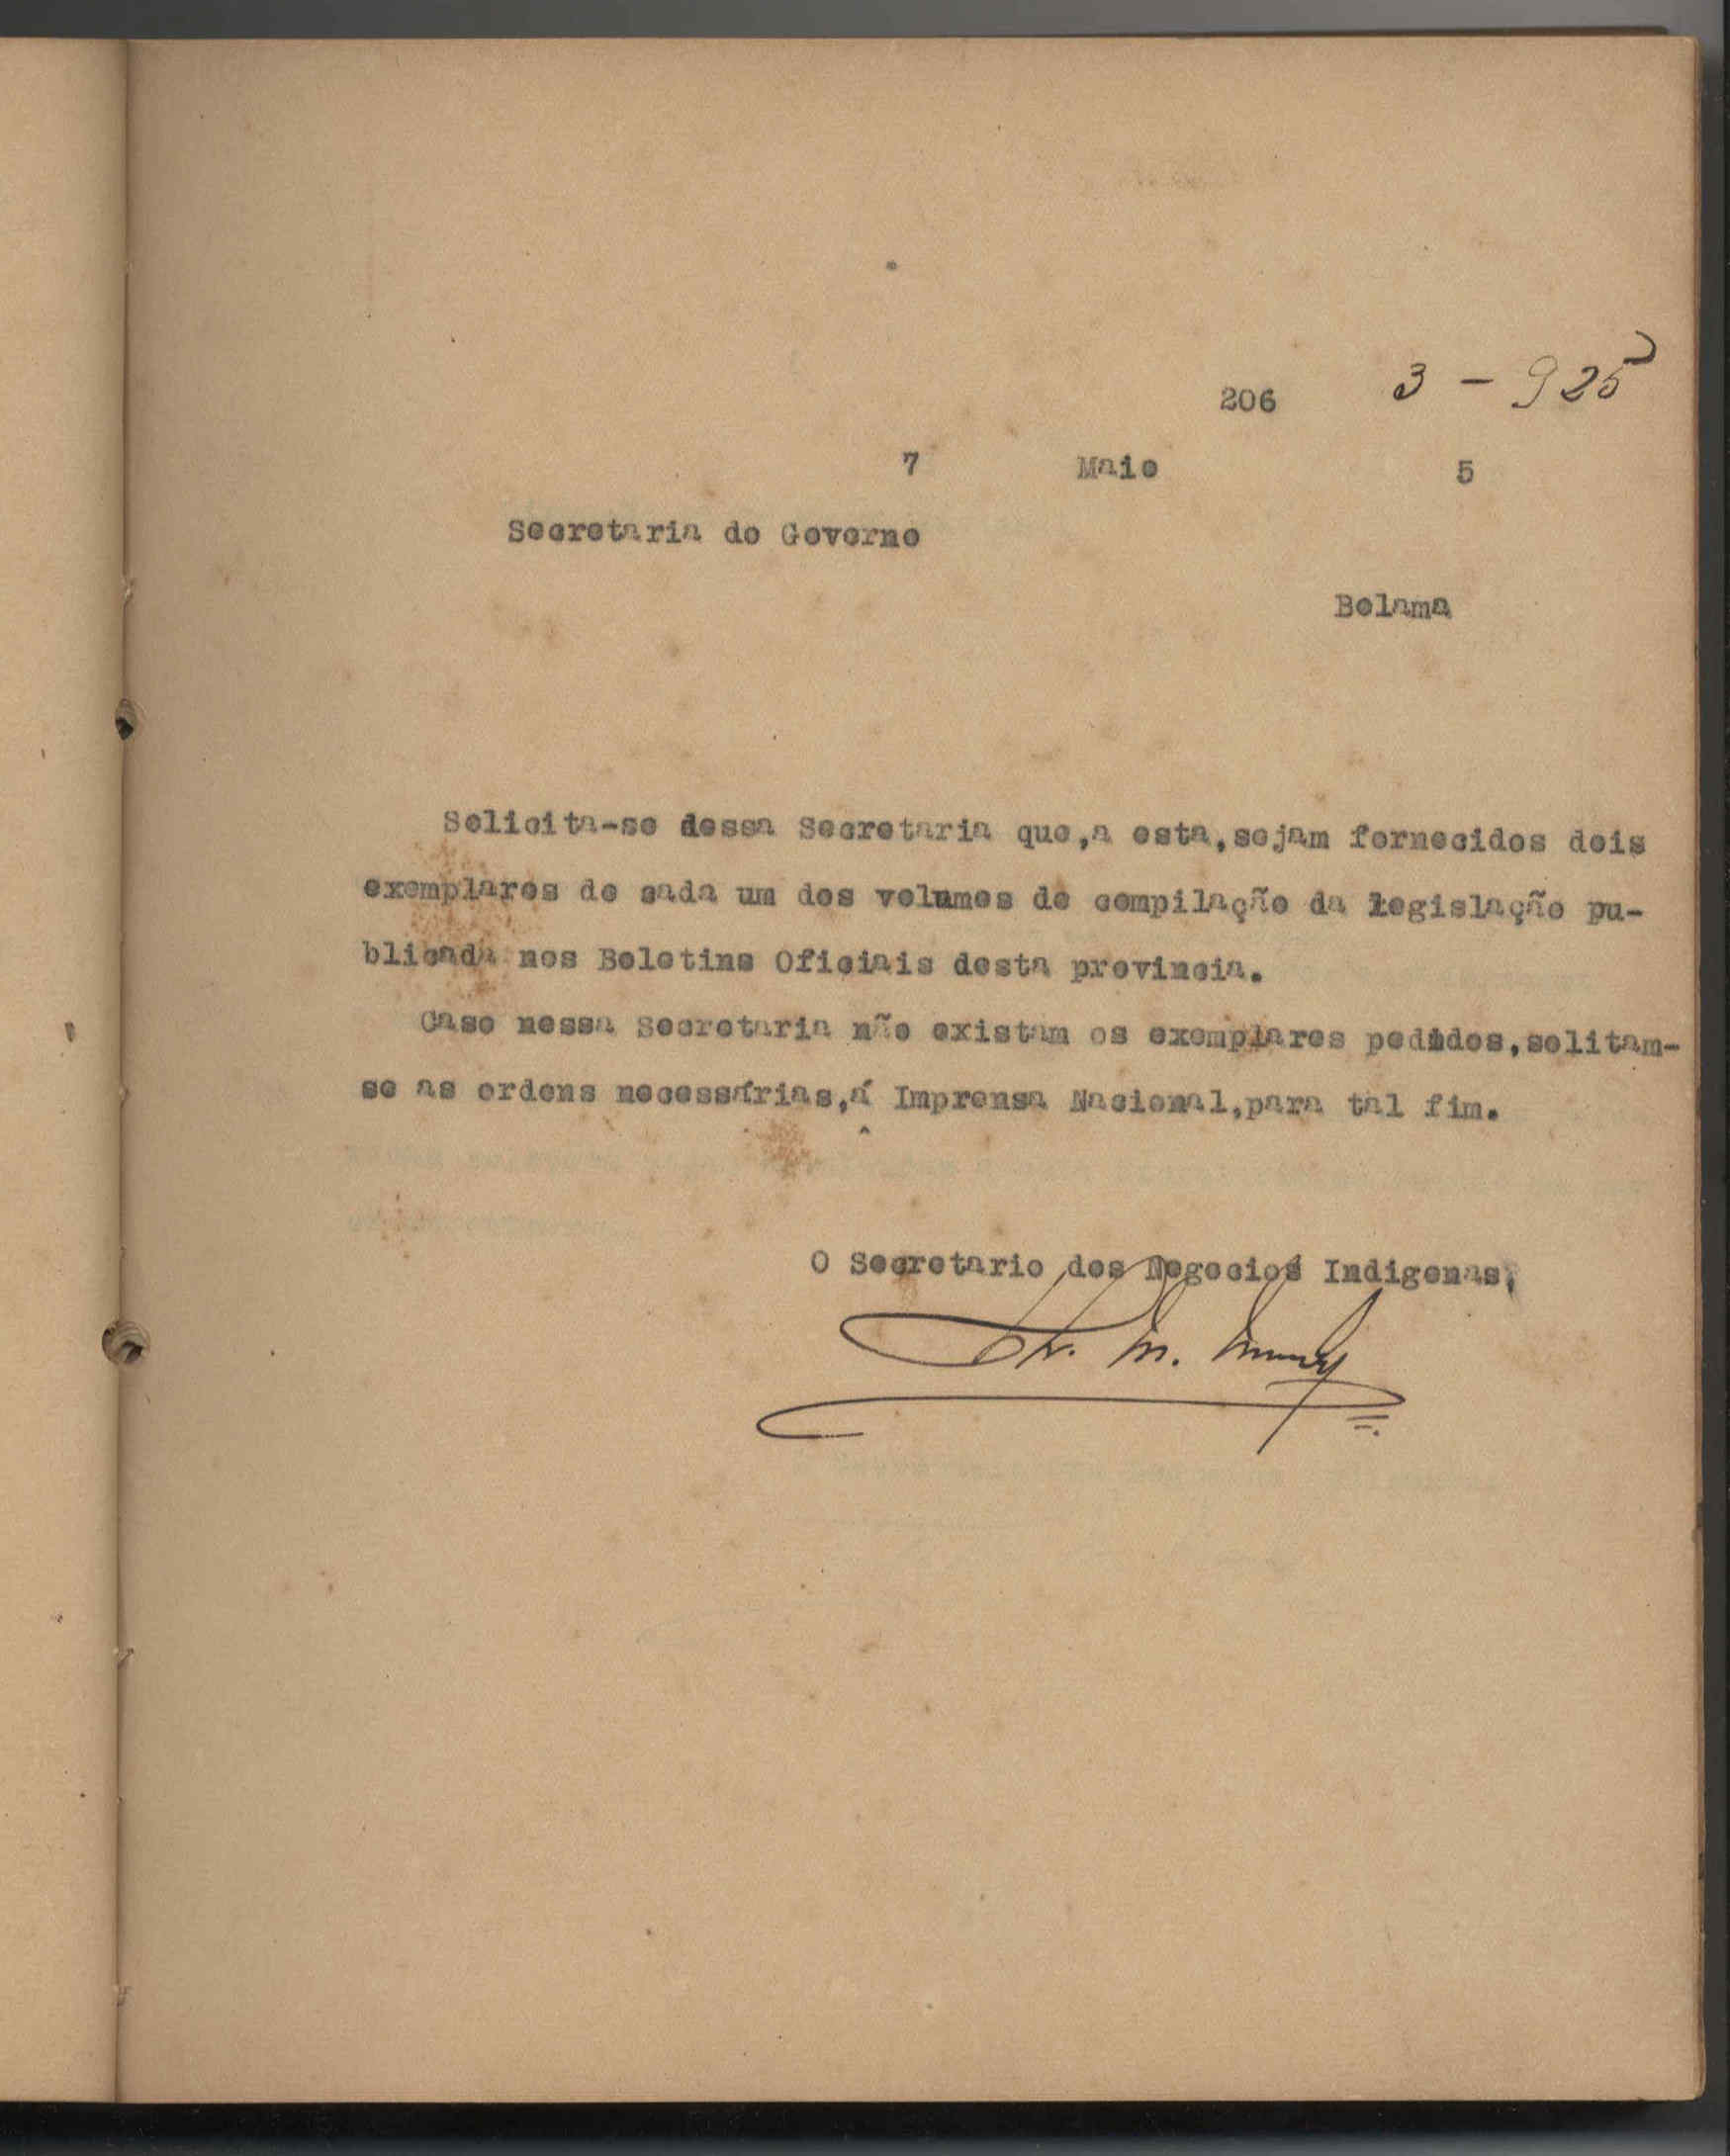 206 3 - 925
7 Maio 5
Secretaria do Governo
Bolama
Solicita-se dessa Secretaria que,a esta,sejam fornecidos dois
exemplares de cada um dos volumes de compilação da legislação pu-
blicada nos Boletins Oficiais desta provincia.
Caso nessa Secretaria não existam os exemplares pedidos,solitam-
se as ordens necessárias,á Imprensa Nacional,para tal fim.
O Secretario dos Negocios Indigenas,